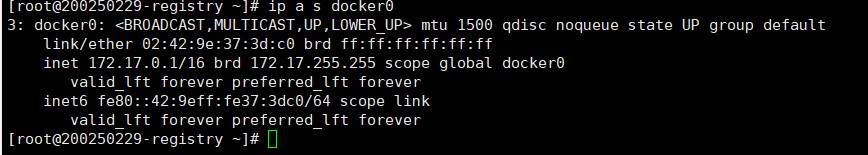 [root@200250229-registry ~]# ip a s docker0
3: docker0: <BROADCAST,MULTICAST,UP,LOWER_UP> mtu 1500 qdisc noqueue state UP group default
    link/ether 02:42:9e:37:3d:c0 brd ff:ff:ff:ff:ff:ff
    inet 172.17.0.1/16 brd 172.17.255.255 scope global docker0
       valid_lft forever preferred_lft forever
    inet6 fe80::42:9eff:fe37:3dc0/64 scope link
       valid_lft forever preferred_lft forever
[root@200250229-registry ~]#